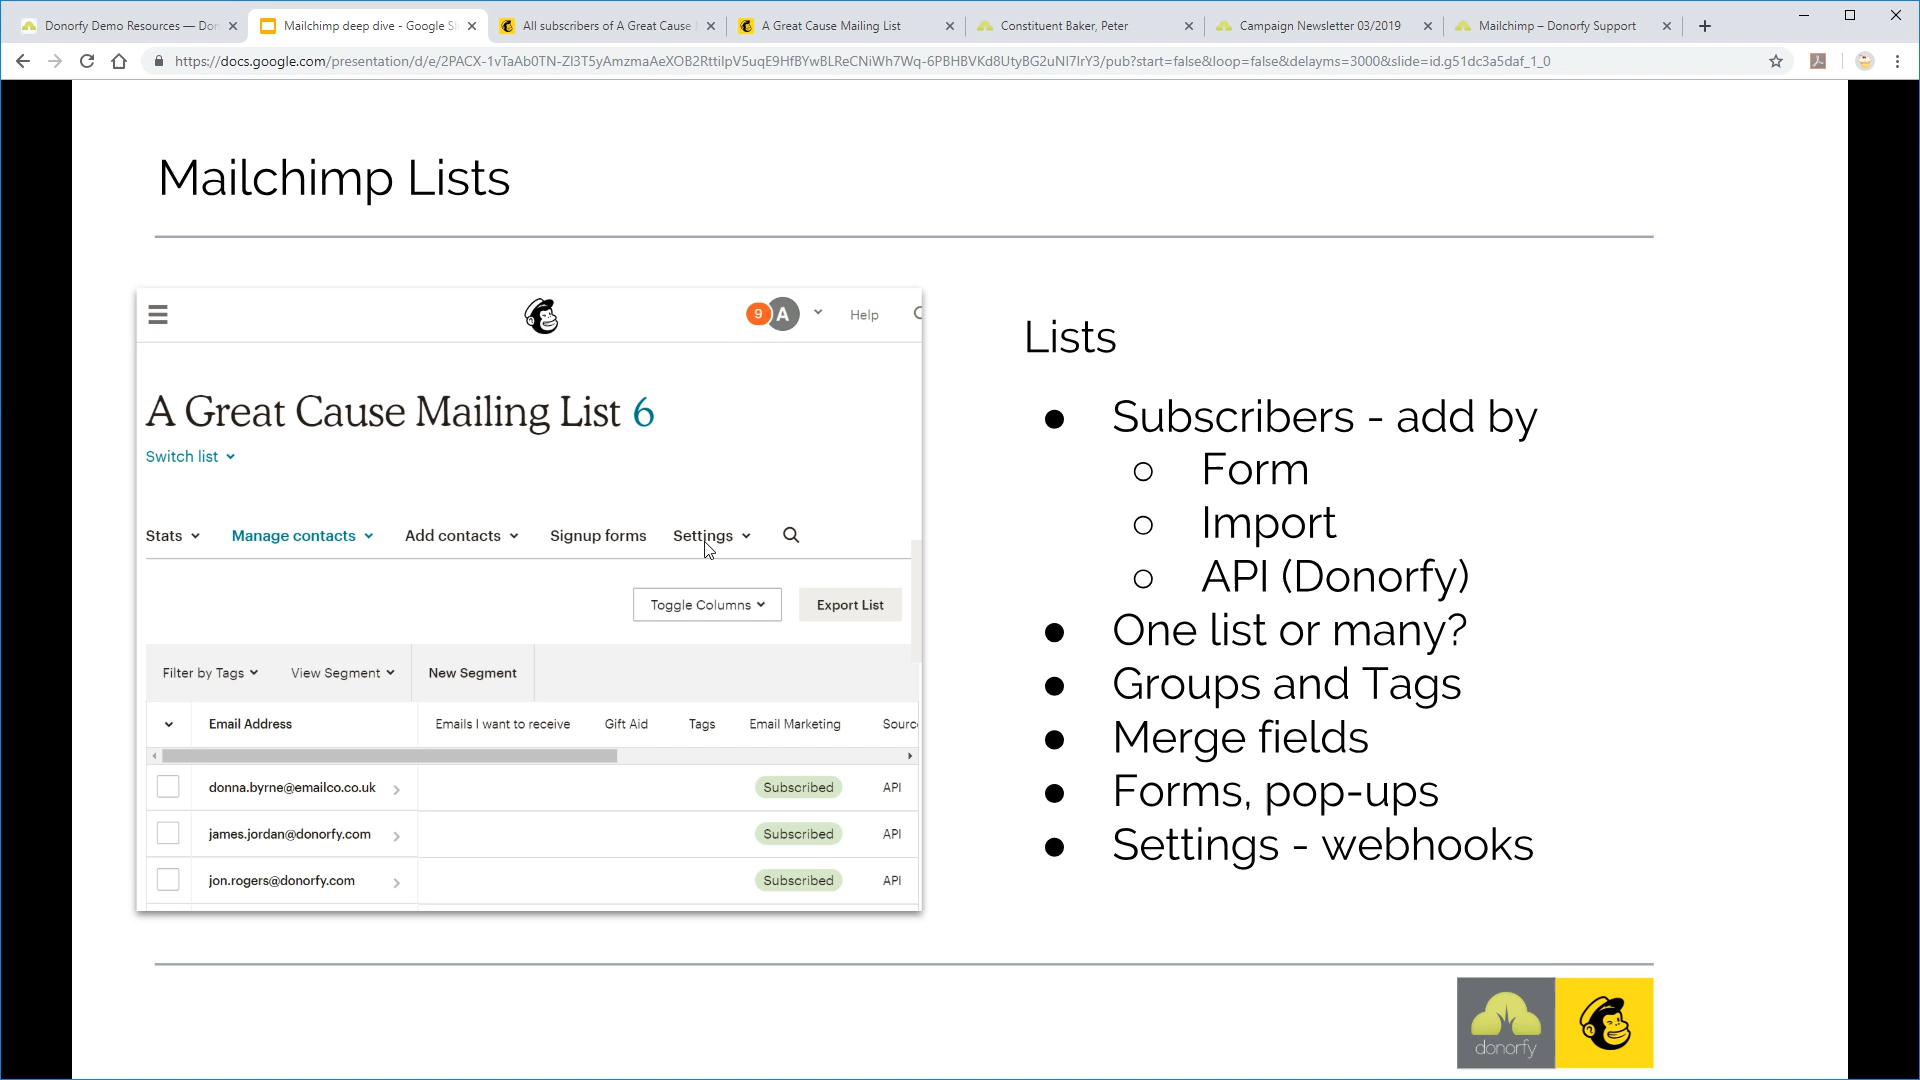 Donorfy Demo Resources — Don
Mailchimp deep dive - Google Sl
All subscribers of A Great Cause
A Great Cause Mailing List
Constituent Baker, Peter
Campaign Newsletter 03/2019
Mailchimp – Donorfy Support
https://docs.google.com/presentation/d/e/2PACX-1vTaAb0TN-ZI3T5yAmzmaAeXOB2RttilpV5uqE9HfBYwBLReCNiWh7Wq-6PBHBVKd8UtyBG2uNI7IrY3/pub?start=false&loop=false&delayms=3000&slide=id.g51dc3a5daf_1_0
Mailchimp Lists
9 A Help
A Great Cause Mailing List 6
Switch list
Stats Manage contacts Add contacts Signup forms Settings
Toggle Columns Export List
Filter by Tags View Segment New Segment
Email Address Emails I want to receive Gift Aid Tags Email Marketing Sourc
donna.byrne@emailco.co.uk Subscribed API
james.jordan@donorfy.com Subscribed API
jon.rogers@donorfy.com Subscribed API
Lists
● Subscribers - add by
○ Form
○ Import
○ API (Donorfy)
● One list or many?
● Groups and Tags
● Merge fields
● Forms, pop-ups
● Settings - webhooks
donorfy